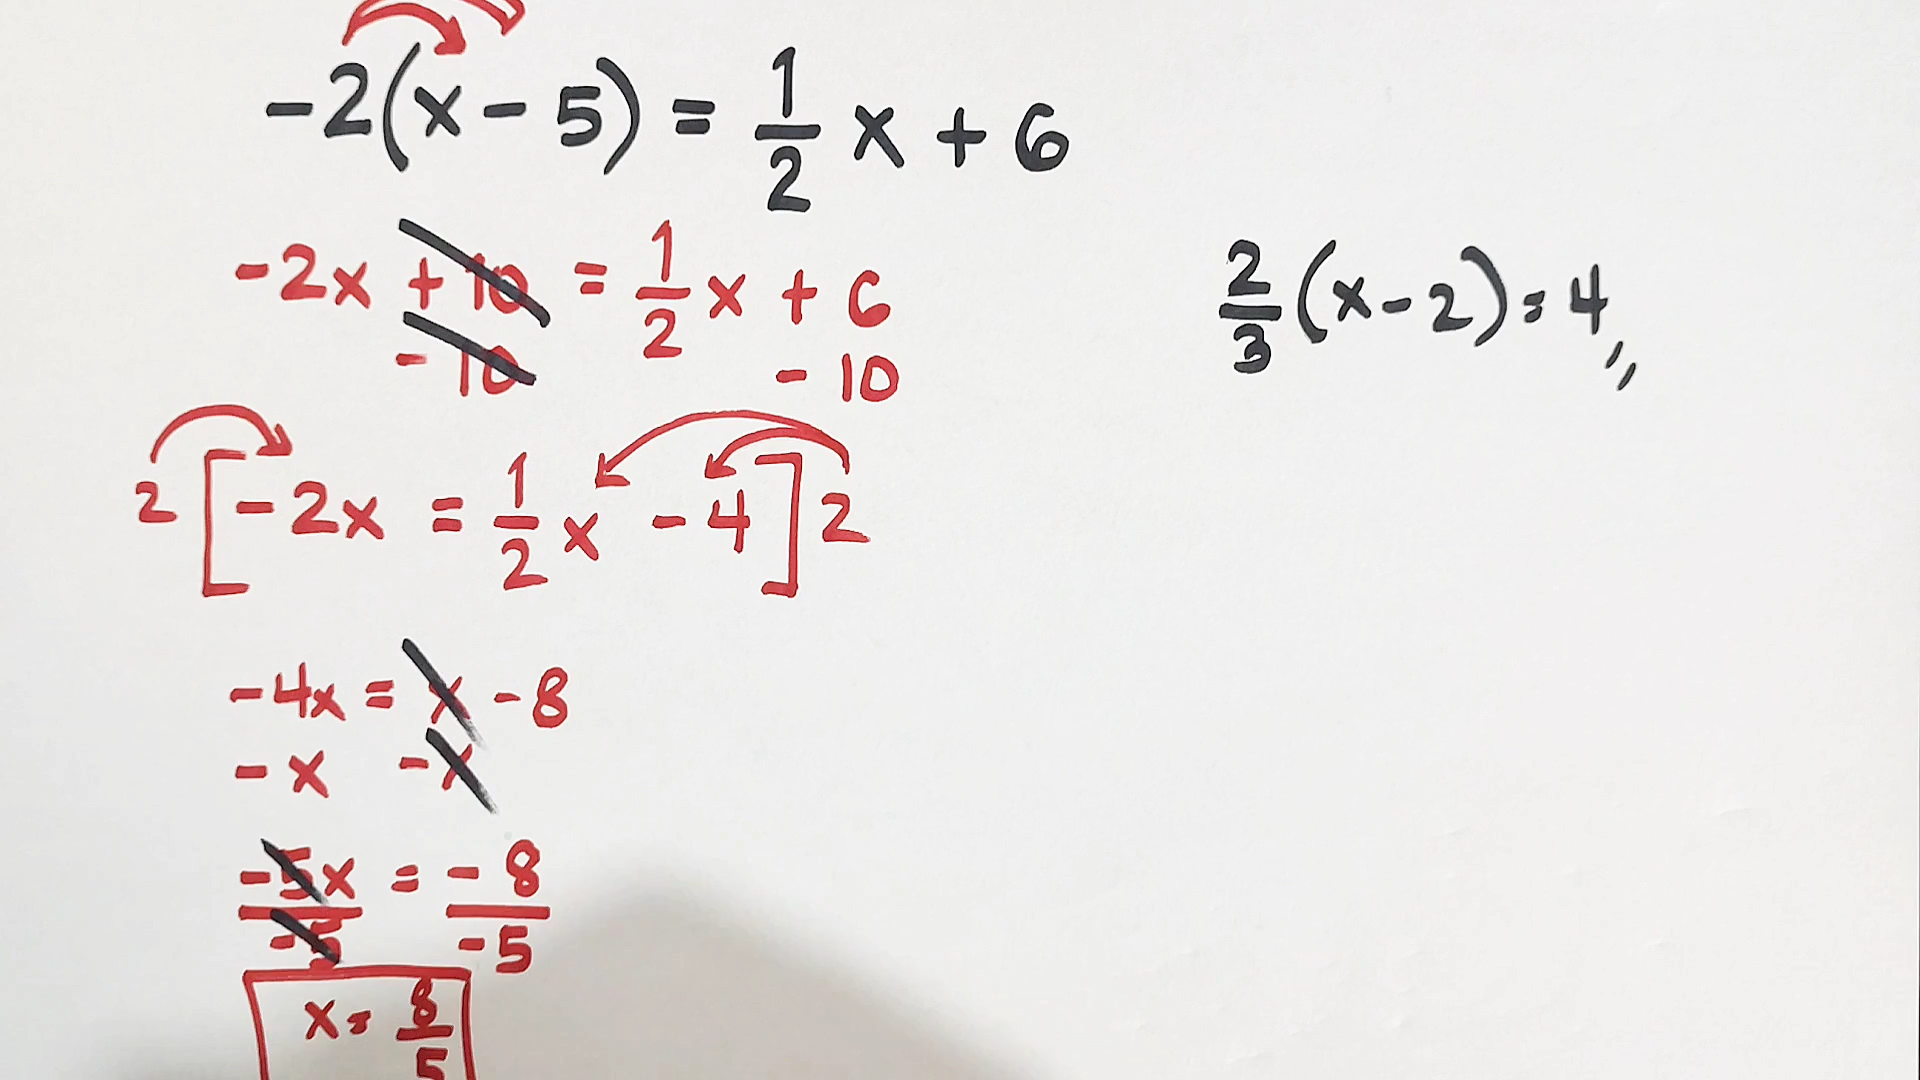 -2(x - 5) = 1/2 x + 6
-2x + 10 = 1/2 x + 6
- 10 - 10
2[-2x = 1/2 x - 4]2
-4x = x - 8
- x - x
-5x/-5 = -8/-5
x = 8/5
2/3 (x - 2) = 4,,